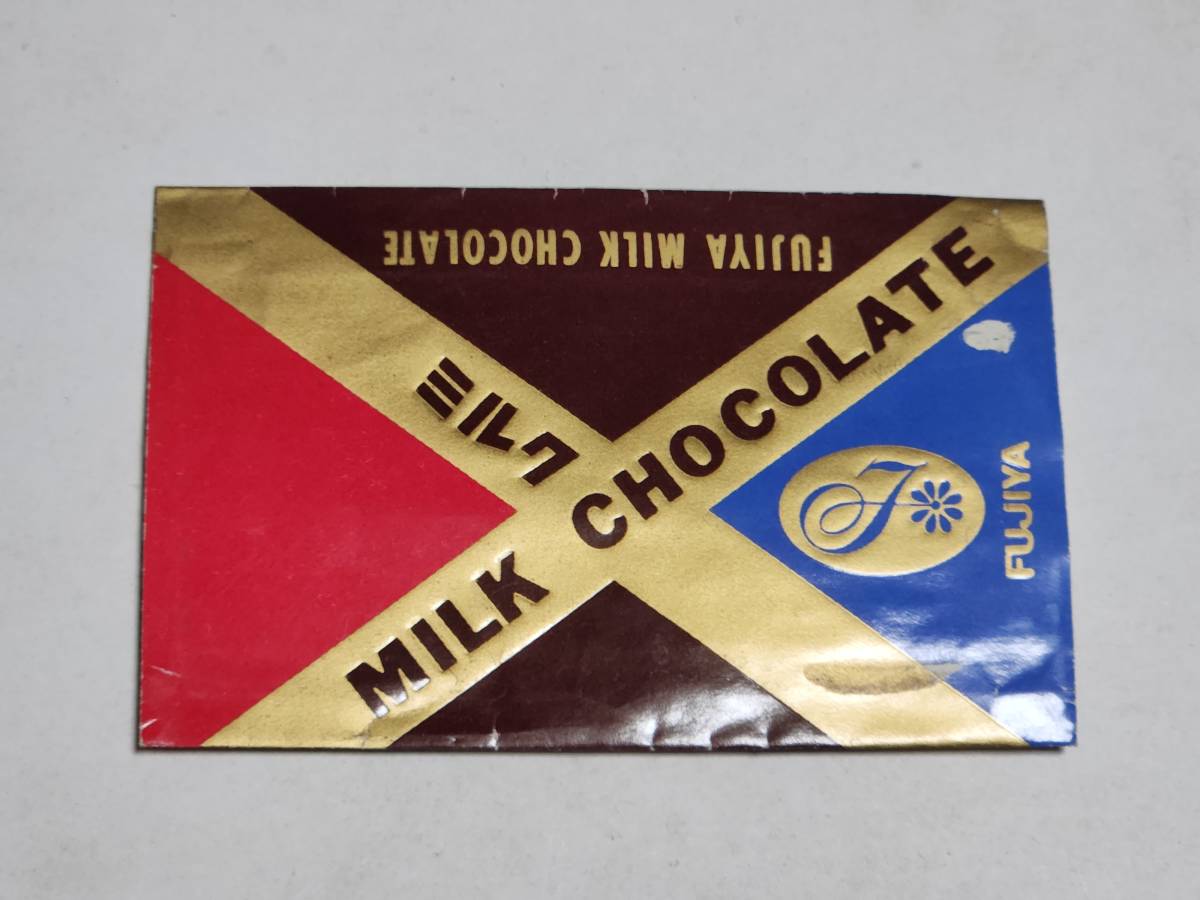 FUJIYA MILK CHOCOLATE
ミルク
MILK CHOCOLATE
F
FUJIYA